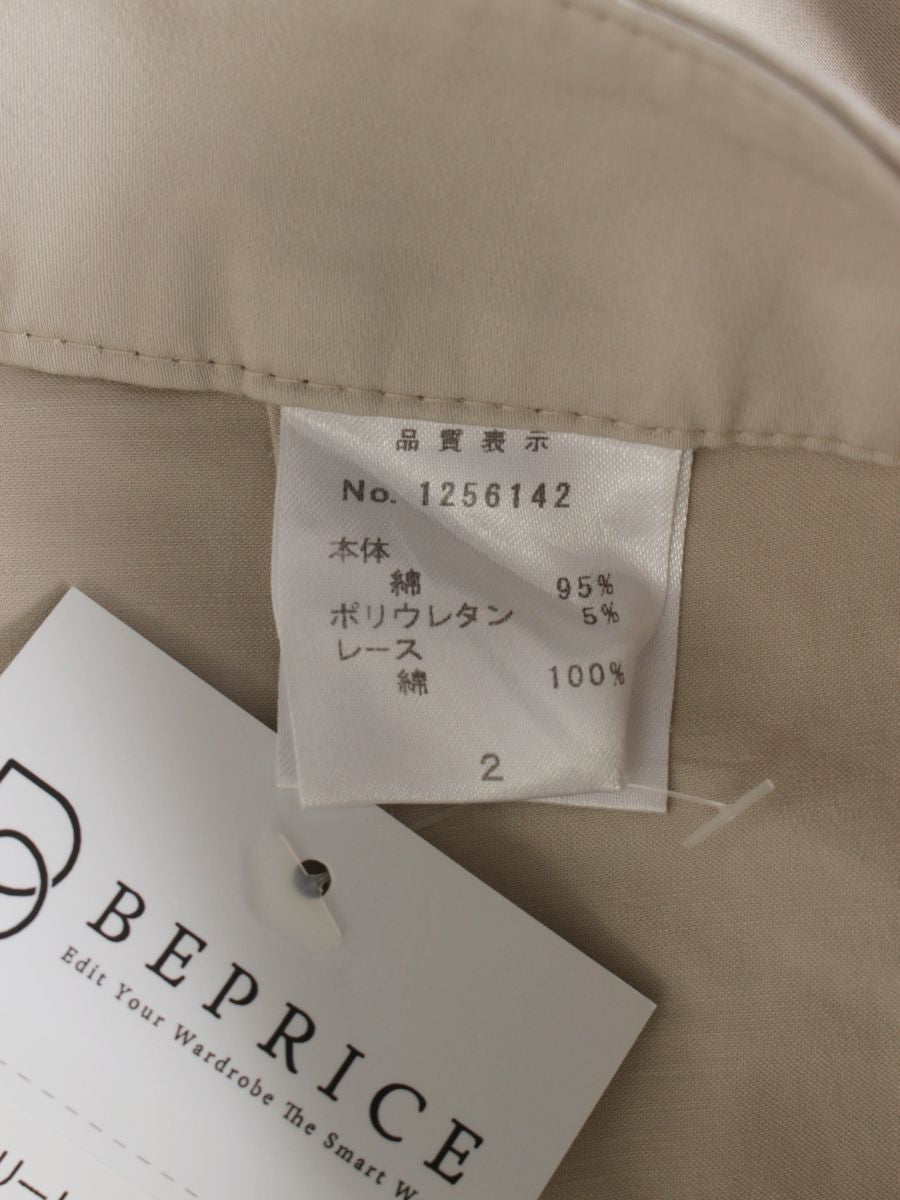 品質表示
No. 1256142
本体
綿 95%
ポリウレタン 5%
レース
綿 100%
2
BEPRICE
Edit Your Wardrobe The Smart